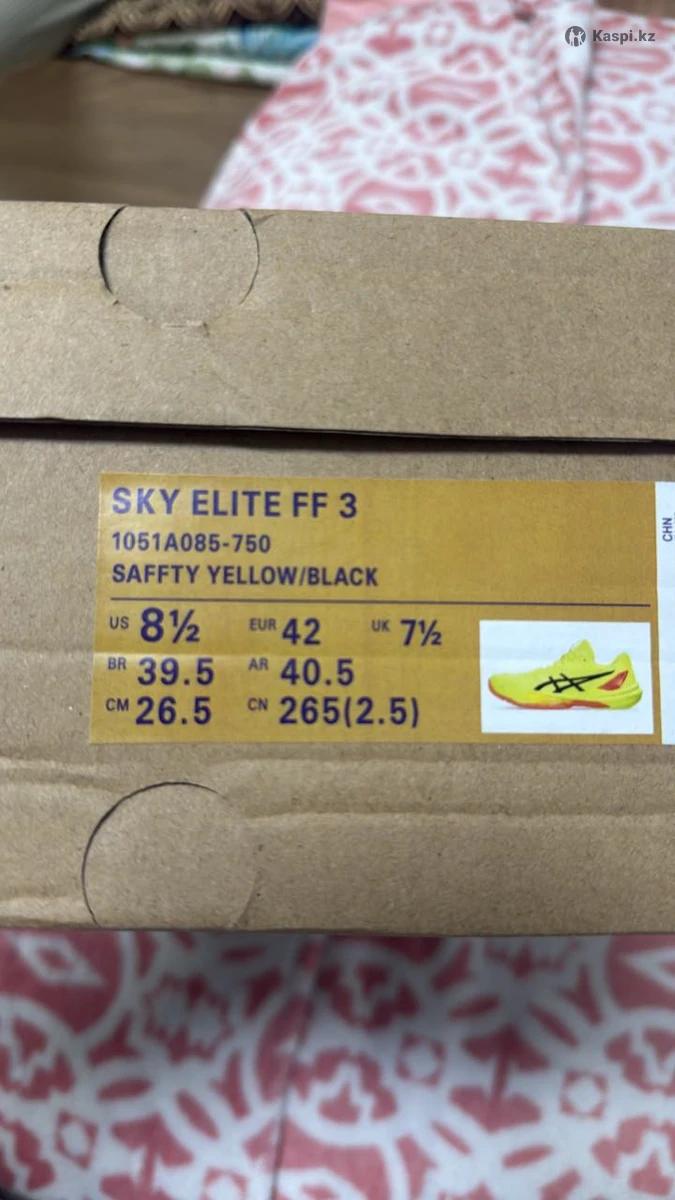 Kaspi.kz
SKY ELITE FF 3
1051A085-750
SAFFTY YELLOW/BLACK
US 8½ EUR 42 UK 7½
BR 39.5 AR 40.5
CM 26.5 CN 265(2.5)
CHN